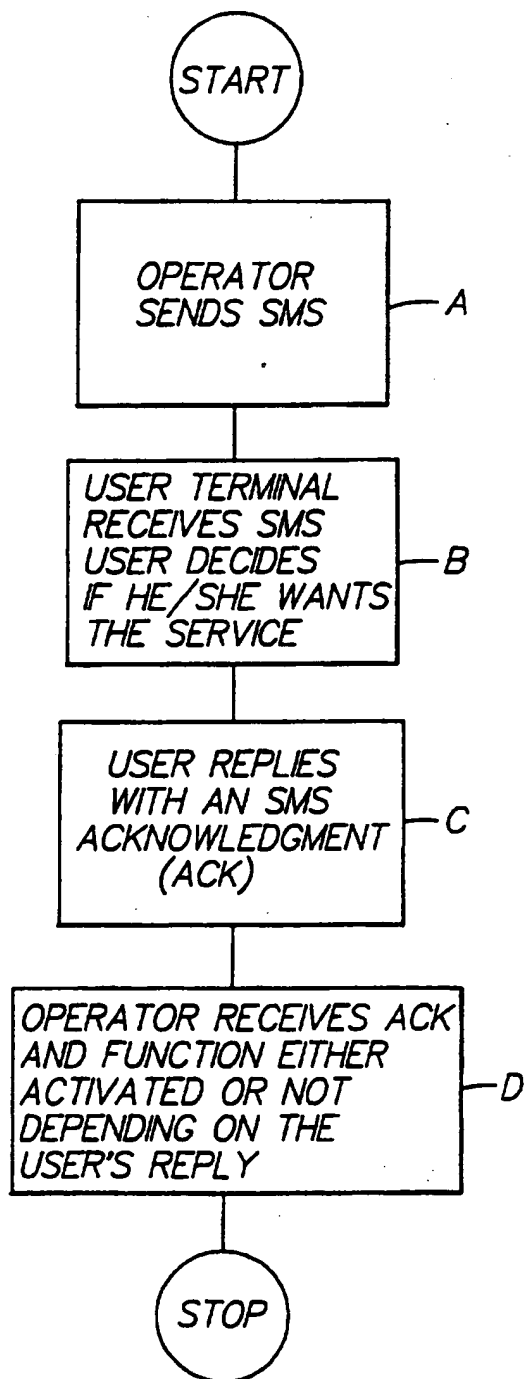 START
OPERATOR
SENDS SMS
A
USER TERMINAL
RECEIVES SMS
USER DECIDES
IF HE/SHE WANTS
THE SERVICE
B
USER REPLIES
WITH AN SMS
ACKNOWLEDGMENT
(ACK)
C
OPERATOR RECEIVES ACK
AND FUNCTION EITHER
ACTIVATED OR NOT
DEPENDING ON THE
USER'S REPLY
D
STOP